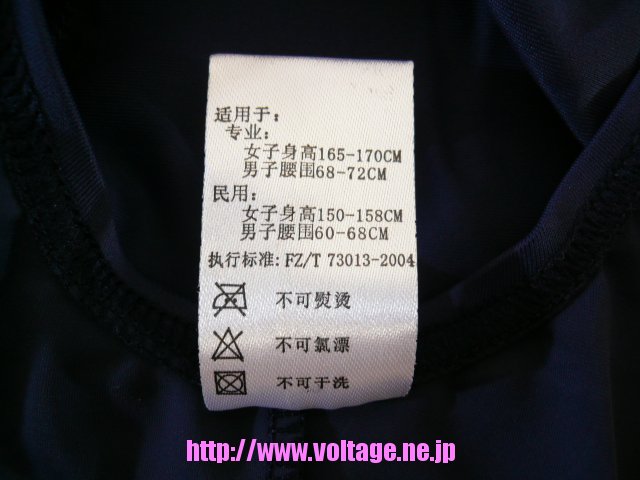 适用于：
专业：
女子身高165-170CM
男子腰围68-72CM
民用：
女子身高150-158CM
男子腰围60-68CM
执行标准：FZ/T 73013-2004
不可熨烫
不可氯漂
不可干洗
http://www.voltage.ne.jp